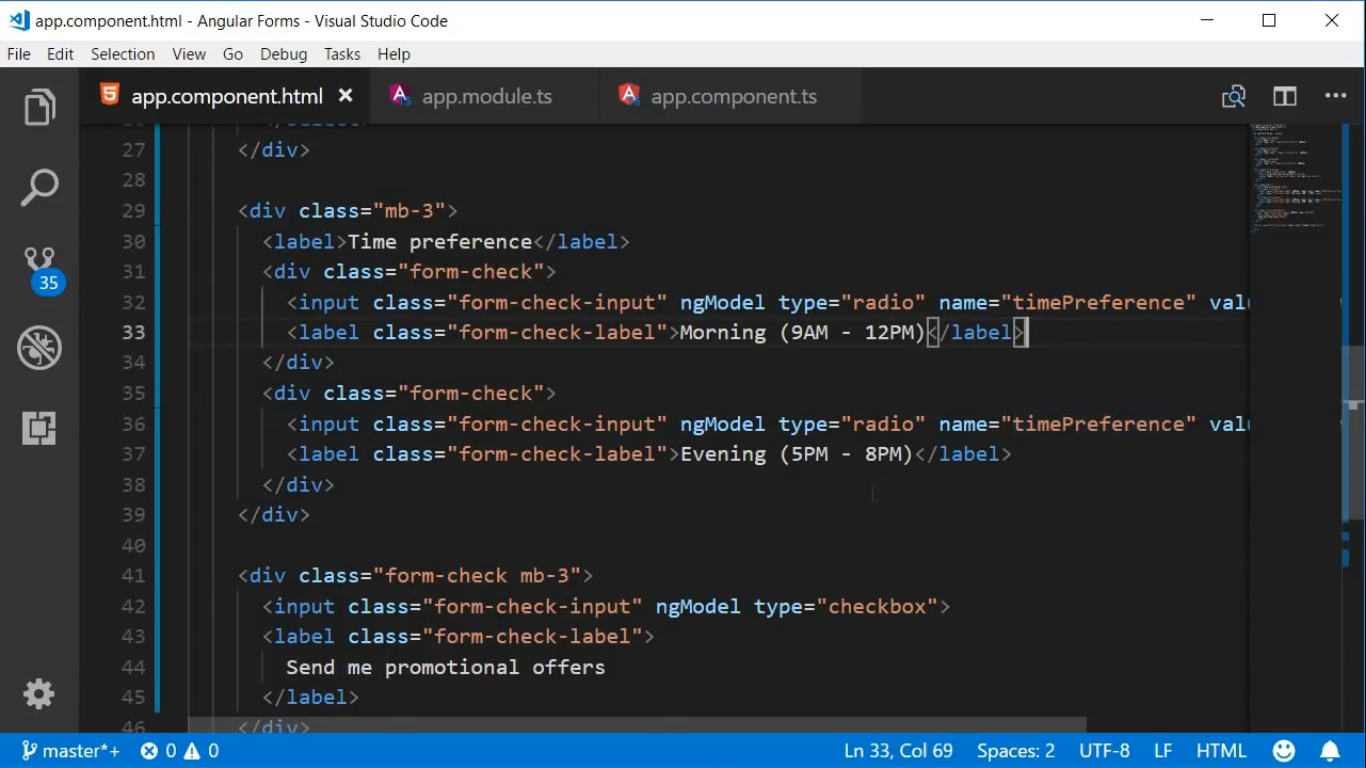 app.component.html - Angular Forms - Visual Studio Code
File Edit Selection View Go Debug Tasks Help
app.component.html app.module.ts app.component.ts
27 </div>
28
29 <div class="mb-3">
30 <label>Time preference</label>
31 <div class="form-check">
32 <input class="form-check-input" ngModel type="radio" name="timePreference" valu
33 <label class="form-check-label">Morning (9AM - 12PM)</label>
34 </div>
35 <div class="form-check">
36 <input class="form-check-input" ngModel type="radio" name="timePreference" valu
37 <label class="form-check-label">Evening (5PM - 8PM)</label>
38 </div>
39 </div>
40
41 <div class="form-check mb-3">
42 <input class="form-check-input" ngModel type="checkbox">
43 <label class="form-check-label">
44 Send me promotional offers
45 </label>
46 </div>
35
master*+ 0 0 Ln 33, Col 69 Spaces: 2 UTF-8 LF HTML